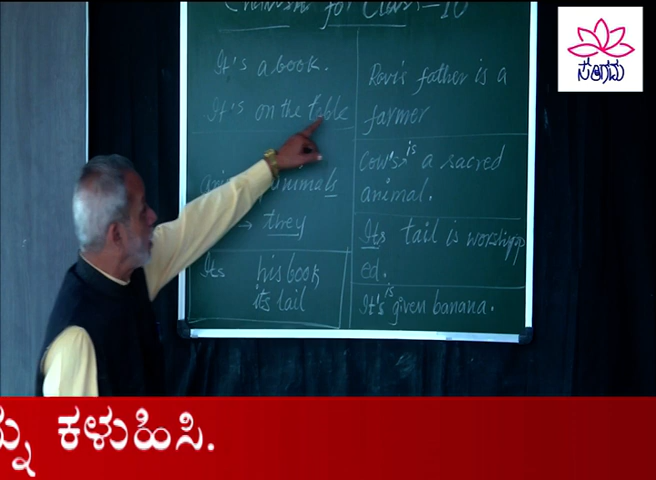 for Class-10
It's a book.
It's on the table
animals
→ they
Its his book
its tail
Ravi's father is a
farmer
Cow's is a sacred
animal.
Its tail is worshipp
ed.
It's is given banana.
ಕಳುಹಿಸಿ.